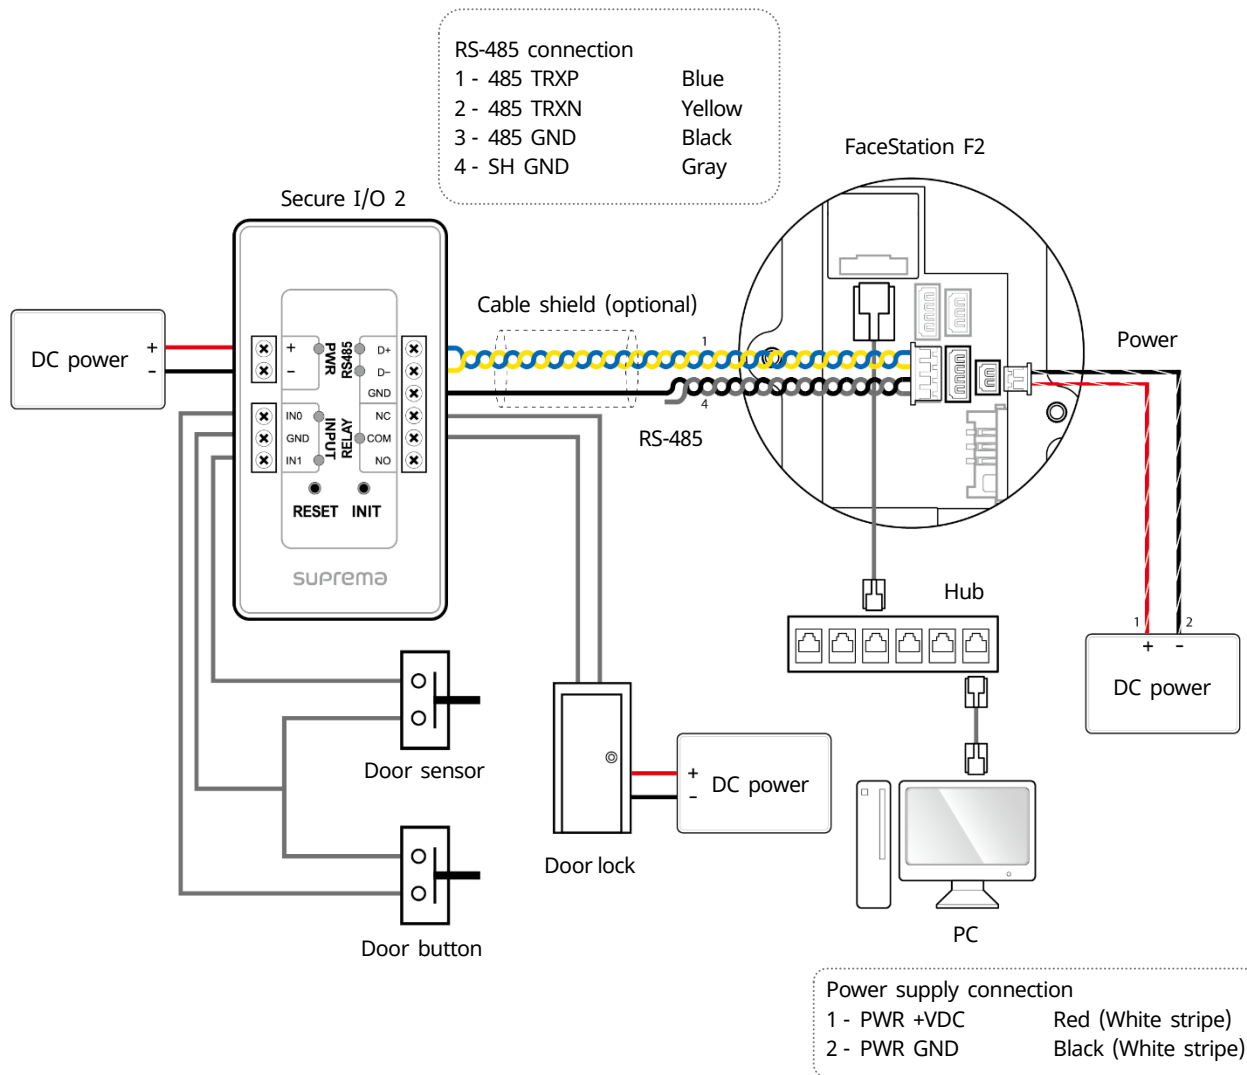 RS-485 connection
1 - 485 TRXP Blue
2 - 485 TRXN Yellow
3 - 485 GND Black
4 - SH GND Gray
FaceStation F2
Secure I/O 2
Cable shield (optional)
DC power
+
-
+
-
PWR
RS485
D+
D-
GND
IN0
GND
IN1
INPUT
RELAY
NC
COM
NO
RESET INIT
suprema
1
4
RS-485
Power
Hub
1 2
+ -
DC power
Door sensor
Door button
Door lock
+
-
DC power
PC
Power supply connection
1 - PWR +VDC Red (White stripe)
2 - PWR GND Black (White stripe)